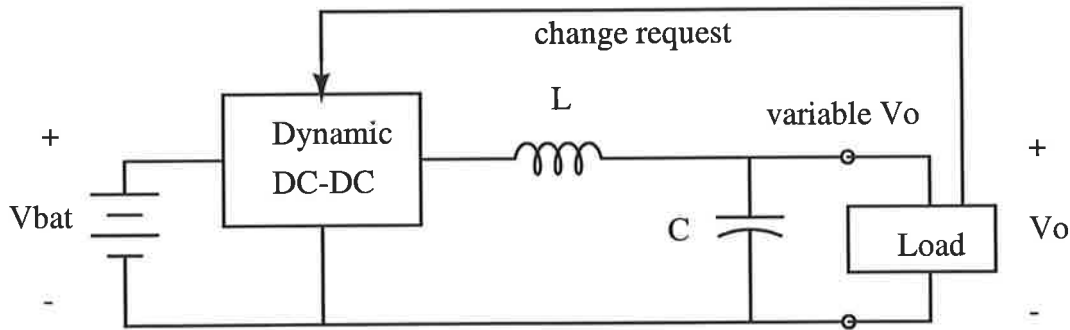 change request
L
variable Vo
+
Dynamic
DC-DC
+
Vbat
C
Load
Vo
-
-